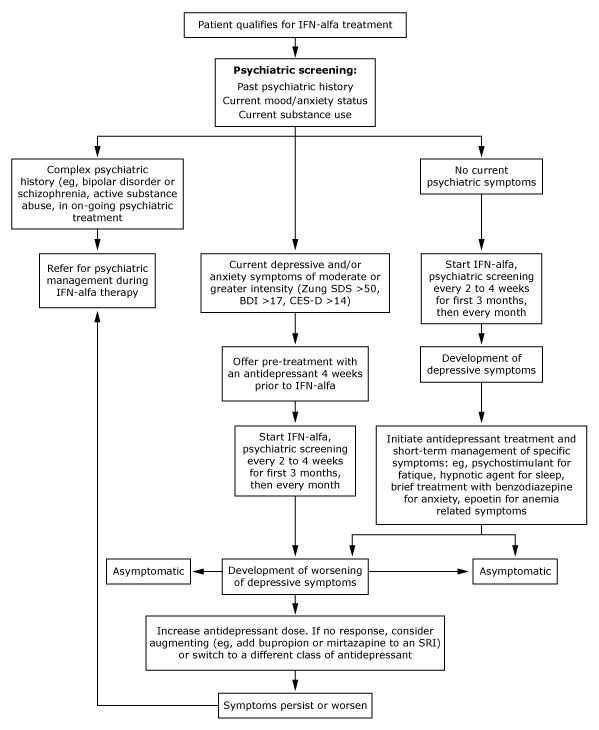 Patient qualifies for IFN-alfa treatment
Psychiatric screening:
Past psychiatric history
Current mood/anxiety status
Current substance use
Complex psychiatric
history (eg, bipolar disorder or
schizophrenia, active substance
abuse, in on-going psychiatric
treatment
No current
psychiatric symptoms
Refer for psychiatric
management during
IFN-alfa therapy
Current depressive and/or
anxiety symptoms of moderate or
greater intensity (Zung SDS >50,
BDI >17, CES-D >14)
Start IFN-alfa,
psychiatric screening
every 2 to 4 weeks
for first 3 months,
then every month
Offer pre-treatment with
an antidepressant 4 weeks
prior to IFN-alfa
Development of
depressive symptoms
Start IFN-alfa,
psychiatric screening
every 2 to 4 weeks
for first 3 months,
then every month
Initiate antidepressant treatment and
short-term management of specific
symptoms: eg, psychostimulant for
fatique, hypnotic agent for sleep,
brief treatment with benzodiazepine
for anxiety, epoetin for anemia
related symptoms
Asymptomatic
Development of worsening
of depressive symptoms
Asymptomatic
Increase antidepressant dose. If no response, consider
augmenting (eg, add bupropion or mirtazapine to an SRI)
or switch to a different class of antidepressant
Symptoms persist or worsen